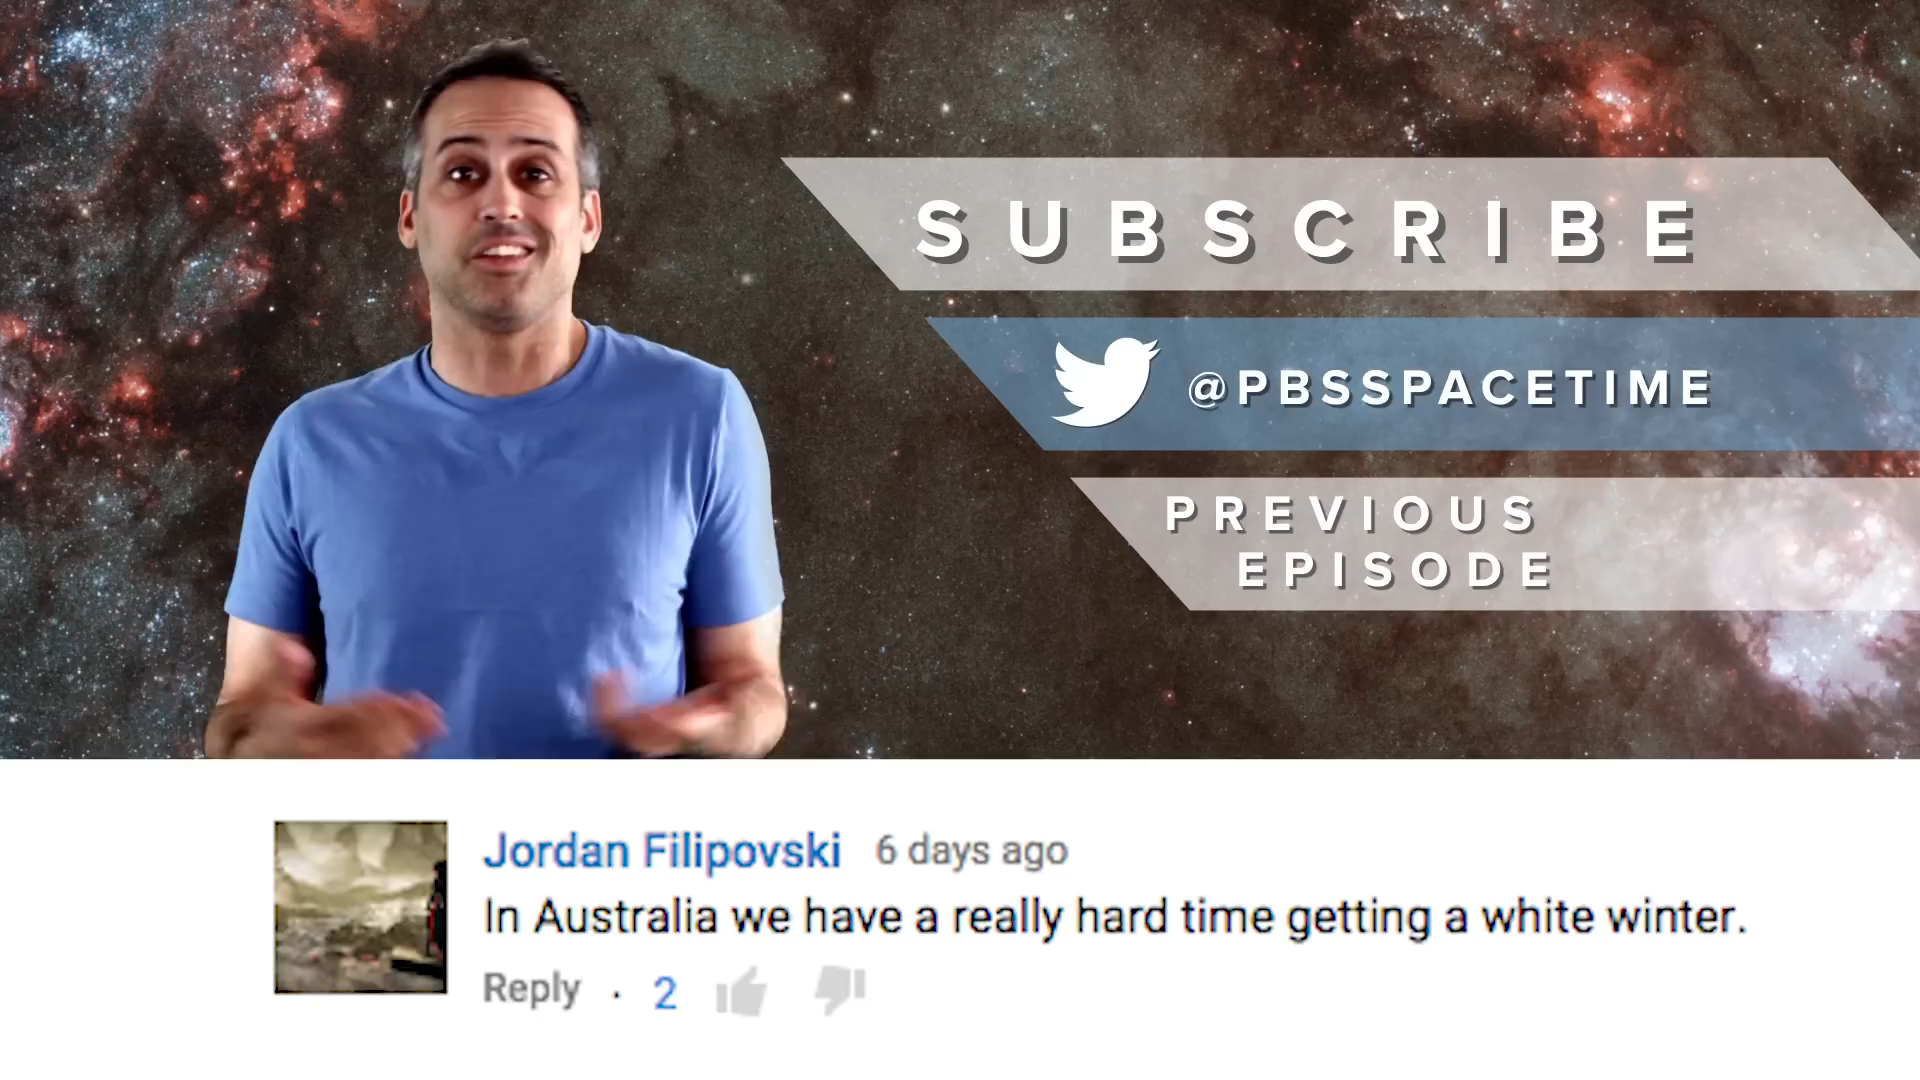 SUBSCRIBE
@PBSSPACETIME
PREVIOUS
EPISODE
Jordan Filipovski 6 days ago
In Australia we have a really hard time getting a white winter.
Reply · 2